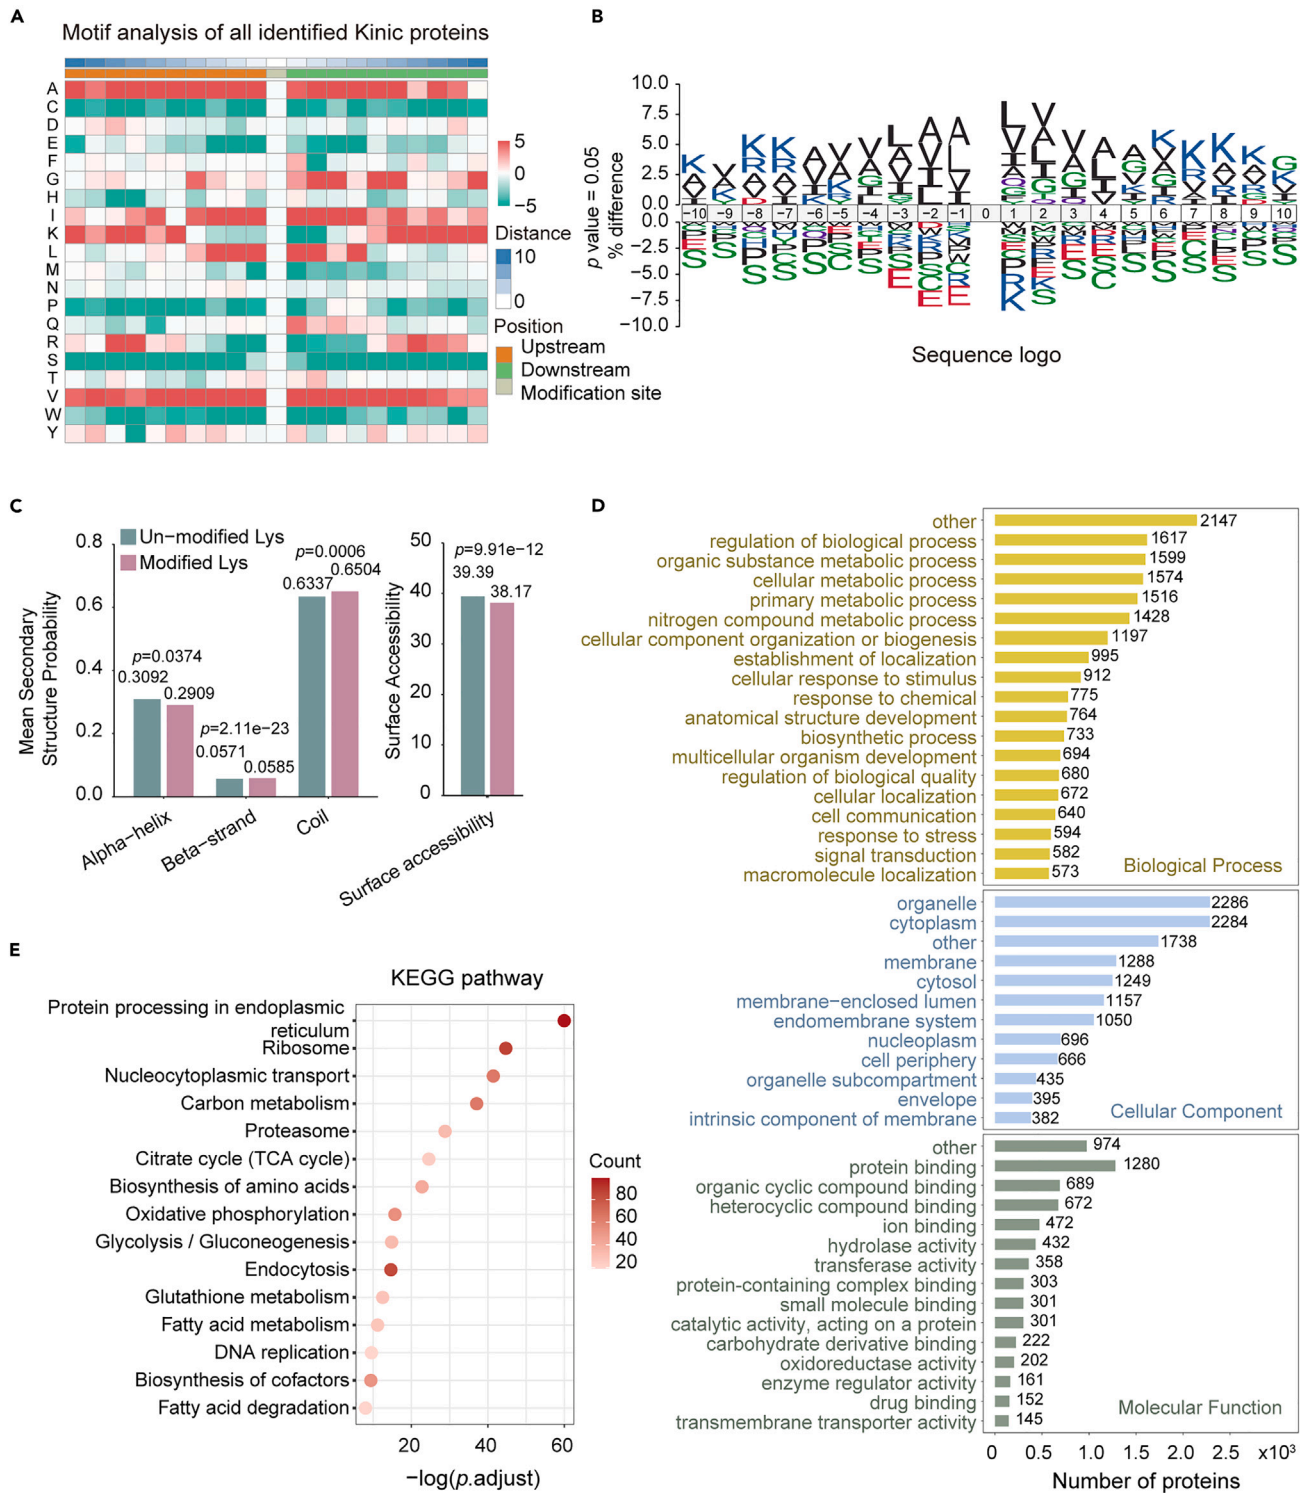 A
Motif analysis of all identified Kinic proteins
A
C
D
E
F
G
H
I
K
L
M
N
P
Q
R
S
T
V
W
Y
5
0
−5
Distance
10
0
Position
Upstream
Downstream
Modification site
B
p value = 0.05
% difference
10.0
7.5
5.0
2.5
0.0
0.0
−2.5
−5.0
−7.5
−10.0
−10 −9 −8 −7 −6 −5 −4 −3 −2 −1 0 1 2 3 4 5 6 7 8 9 10
Sequence logo
C
Un−modified Lys
Modified Lys
Mean Secondary
Structure Probability
0.8
0.6
0.4
0.2
0.0
p=0.0374
0.3092
0.2909
p=2.11e−23
0.0571
0.0585
p=0.0006
0.6337
0.6504
Alpha−helix
Beta−strand
Coil
Surface Accessibility
50
40
30
20
10
0
p=9.91e−12
39.39
38.17
Surface accessibility
D
other 2147
regulation of biological process 1617
organic substance metabolic process 1599
cellular metabolic process 1574
primary metabolic process 1516
nitrogen compound metabolic process 1428
cellular component organization or biogenesis 1197
establishment of localization 995
cellular response to stimulus 912
response to chemical 775
anatomical structure development 764
biosynthetic process 733
multicellular organism development 694
regulation of biological quality 680
cellular localization 672
cell communication 640
response to stress 594
signal transduction 582
macromolecule localization 573
Biological Process
organelle 2286
cytoplasm 2284
other 1738
membrane 1288
cytosol 1249
membrane−enclosed lumen 1157
endomembrane system 1050
nucleoplasm 696
cell periphery 666
organelle subcompartment 435
envelope 395
intrinsic component of membrane 382
Cellular Component
other 974
protein binding 1280
organic cyclic compound binding 689
heterocyclic compound binding 672
ion binding 472
hydrolase activity 432
transferase activity 358
protein-containing complex binding 303
small molecule binding 301
catalytic activity, acting on a protein 301
carbohydrate derivative binding 222
oxidoreductase activity 202
enzyme regulator activity 161
drug binding 152
transmembrane transporter activity 145
Molecular Function
0 0.5 1.0 1.5 2.0 2.5 x10³
Number of proteins
E
KEGG pathway
Protein processing in endoplasmic
reticulum
Ribosome
Nucleocytoplasmic transport
Carbon metabolism
Proteasome
Citrate cycle (TCA cycle)
Biosynthesis of amino acids
Oxidative phosphorylation
Glycolysis / Gluconeogenesis
Endocytosis
Glutathione metabolism
Fatty acid metabolism
DNA replication
Biosynthesis of cofactors
Fatty acid degradation
20 40 60
−log(p.adjust)
Count
80
60
40
20